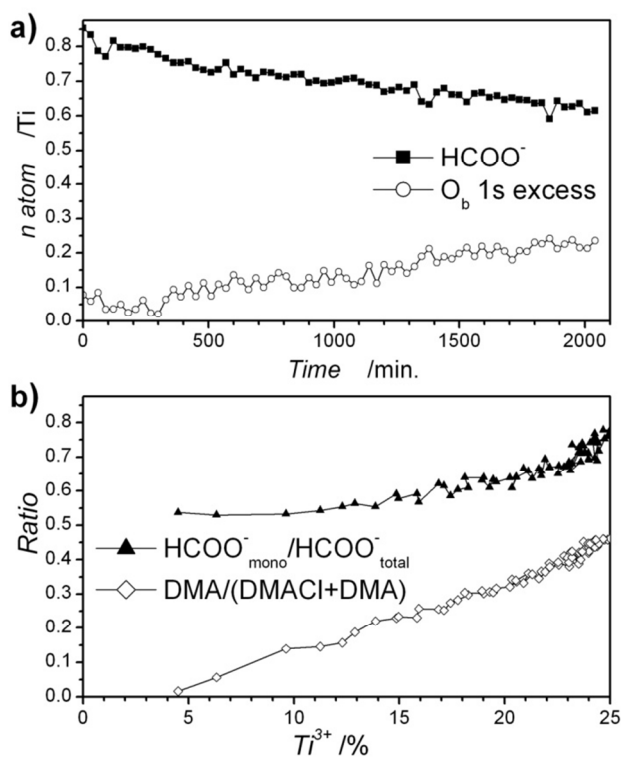 a)
0.8
0.7
0.6
0.5
0.4
0.3
0.2
0.1
0.0
n atom /Ti
HCOO⁻
O_b 1s excess
0 500 1000 1500 2000
Time /min.
b)
0.8
0.7
0.6
0.5
0.4
0.3
0.2
0.1
0.0
Ratio
HCOO⁻mono/HCOO⁻total
DMA/(DMACl+DMA)
0 5 10 15 20 25
Ti³⁺ /%